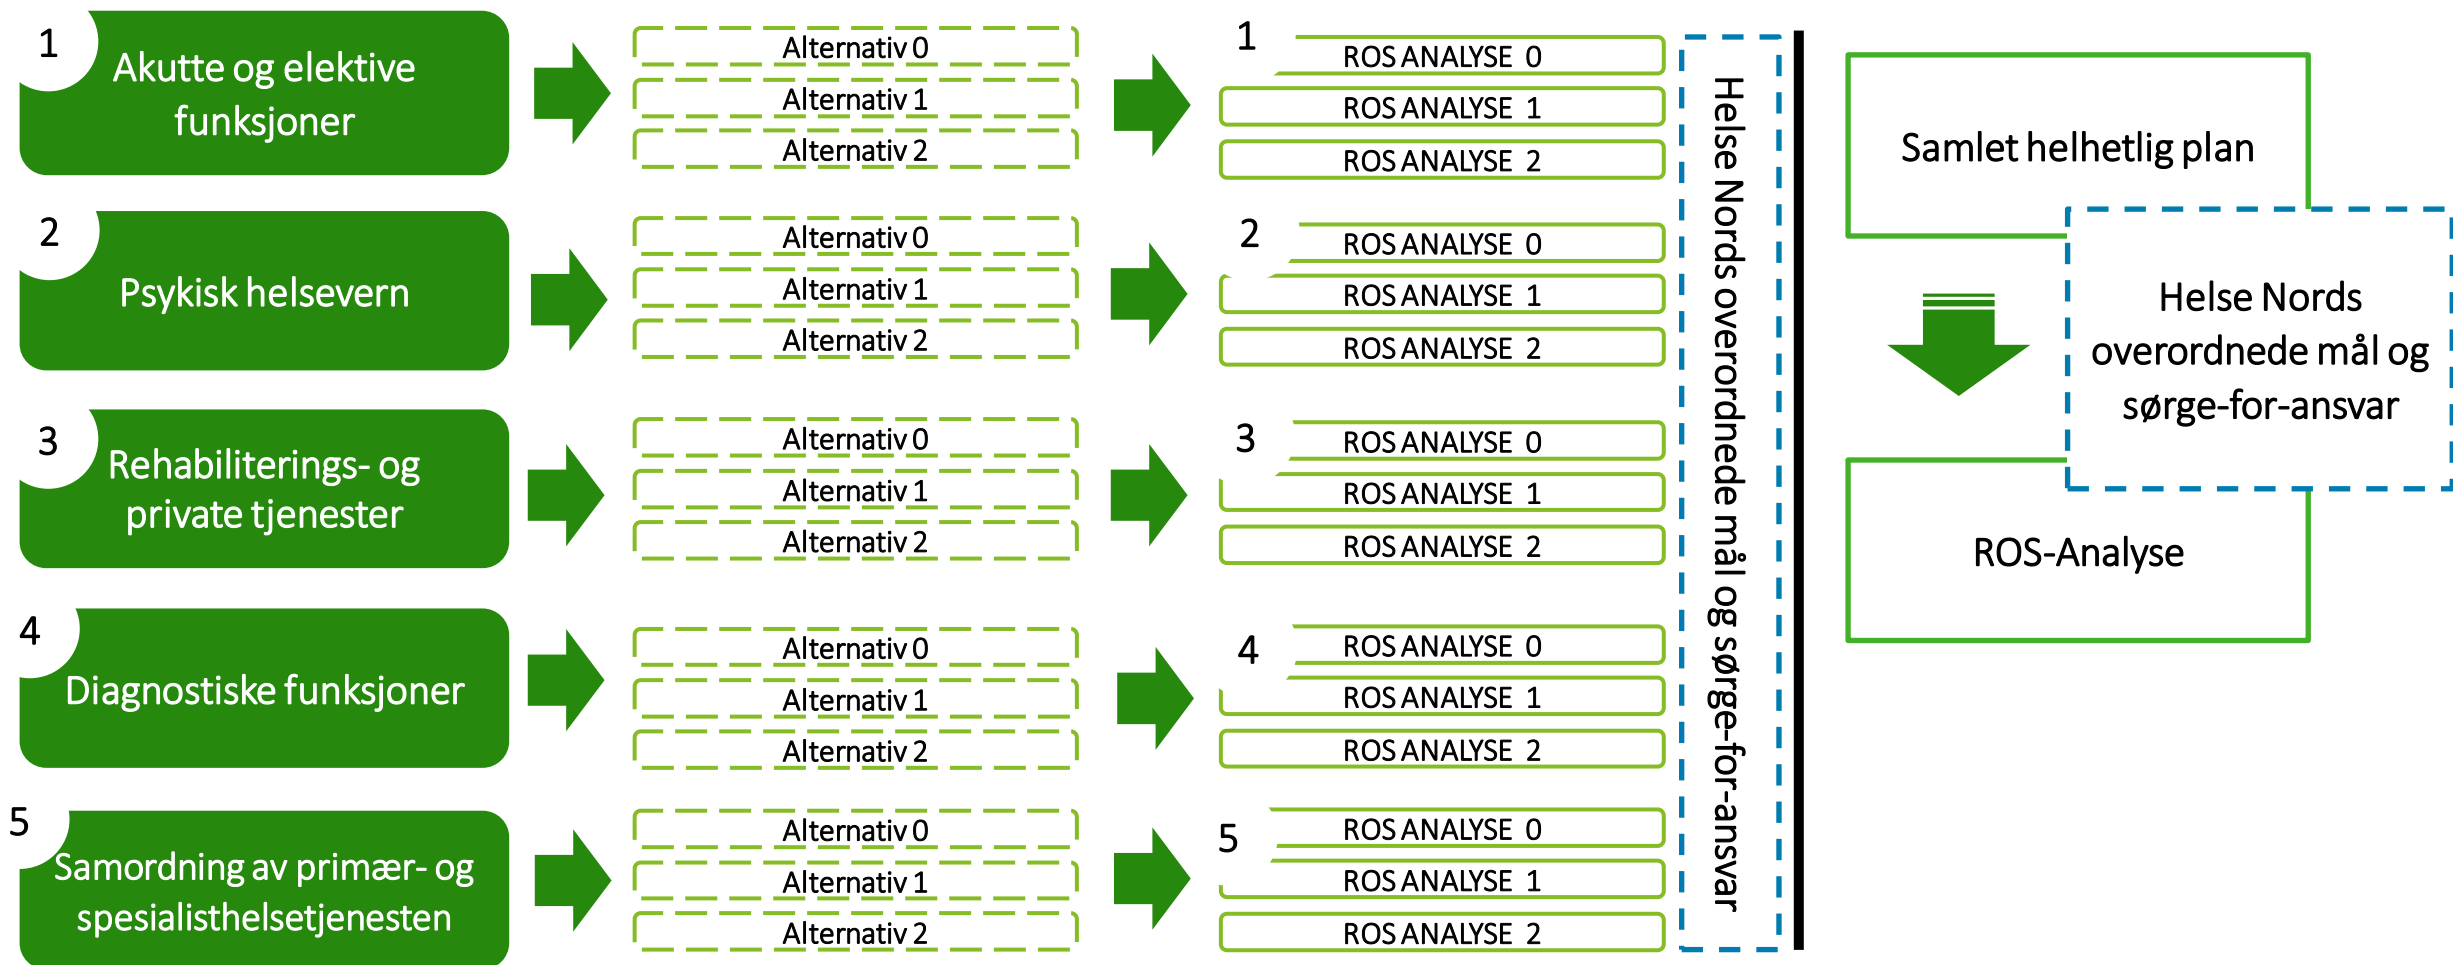 1
Akutte og elektive
funksjoner
Alternativ 0
Alternativ 1
Alternativ 2
1
ROS ANALYSE 0
ROS ANALYSE 1
ROS ANALYSE 2
2
Psykisk helsevern
Alternativ 0
Alternativ 1
Alternativ 2
2
ROS ANALYSE 0
ROS ANALYSE 1
ROS ANALYSE 2
3
Rehabiliterings- og
private tjenester
Alternativ 0
Alternativ 1
Alternativ 2
3
ROS ANALYSE 0
ROS ANALYSE 1
ROS ANALYSE 2
4
Diagnostiske funksjoner
Alternativ 0
Alternativ 1
Alternativ 2
4
ROS ANALYSE 0
ROS ANALYSE 1
ROS ANALYSE 2
5
Samordning av primær- og
spesialisthelsetjenesten
Alternativ 0
Alternativ 1
Alternativ 2
5
ROS ANALYSE 0
ROS ANALYSE 1
ROS ANALYSE 2
Helse Nords overordnede mål og sørge-for-ansvar
Samlet helhetlig plan
Helse Nords
overordnede mål og
sørge-for-ansvar
ROS-Analyse